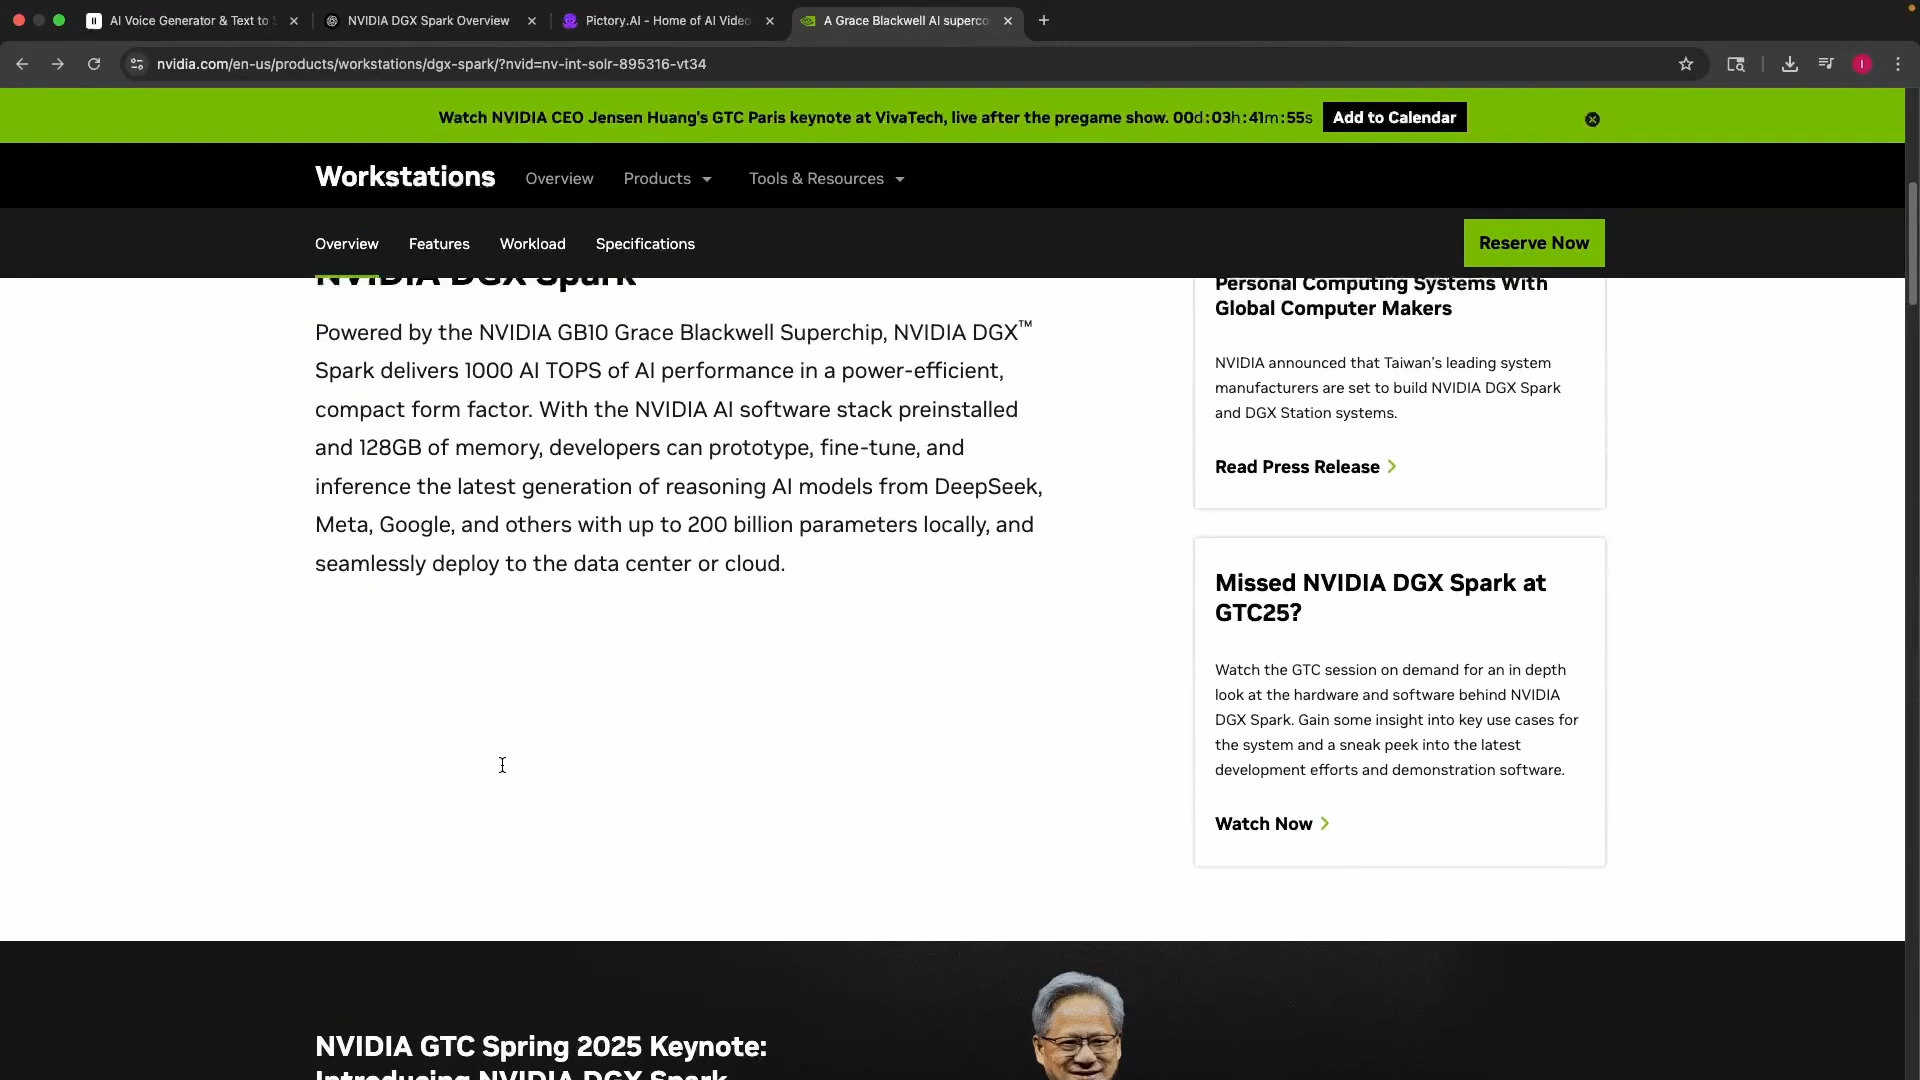 AI Voice Generator & Text to S
NVIDIA DGX Spark Overview
Pictory.AI - Home of AI Video
A Grace Blackwell AI superco
nvidia.com/en-us/products/workstations/dgx-spark/?nvid=nv-int-solr-895316-vt34
I
Watch NVIDIA CEO Jensen Huang's GTC Paris keynote at VivaTech, live after the pregame show. 00d:03h:41m:55s
Add to Calendar
Workstations
Overview
Products
Tools & Resources
Overview
Features
Workload
Specifications
Reserve Now
NVIDIA DGX Spark
Powered by the NVIDIA GB10 Grace Blackwell Superchip, NVIDIA DGX™
Spark delivers 1000 AI TOPS of AI performance in a power-efficient,
compact form factor. With the NVIDIA AI software stack preinstalled
and 128GB of memory, developers can prototype, fine-tune, and
inference the latest generation of reasoning AI models from DeepSeek,
Meta, Google, and others with up to 200 billion parameters locally, and
seamlessly deploy to the data center or cloud.
Personal Computing Systems With
Global Computer Makers
NVIDIA announced that Taiwan's leading system
manufacturers are set to build NVIDIA DGX Spark
and DGX Station systems.
Read Press Release
Missed NVIDIA DGX Spark at
GTC25?
Watch the GTC session on demand for an in depth
look at the hardware and software behind NVIDIA
DGX Spark. Gain some insight into key use cases for
the system and a sneak peek into the latest
development efforts and demonstration software.
Watch Now
NVIDIA GTC Spring 2025 Keynote:
Introducing NVIDIA DGX Spark